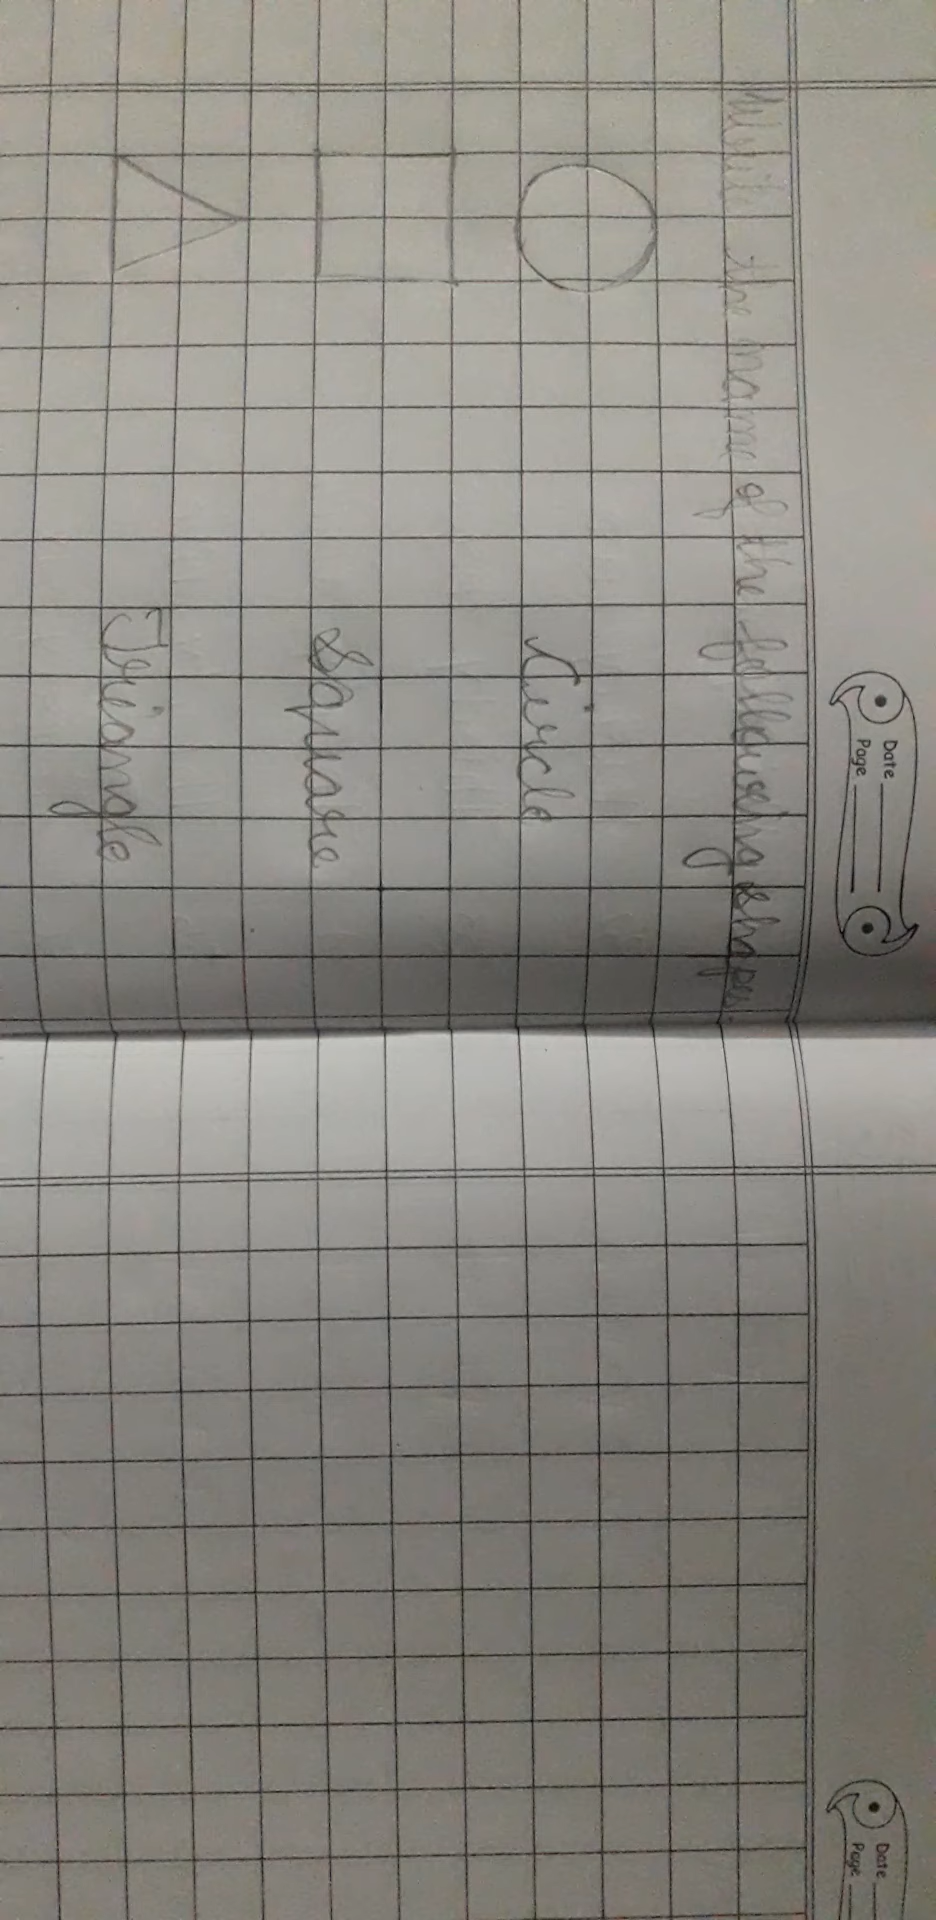 Date
Page
Write the name of the following shapes.
Circle
Square
Triangle
Date
Page